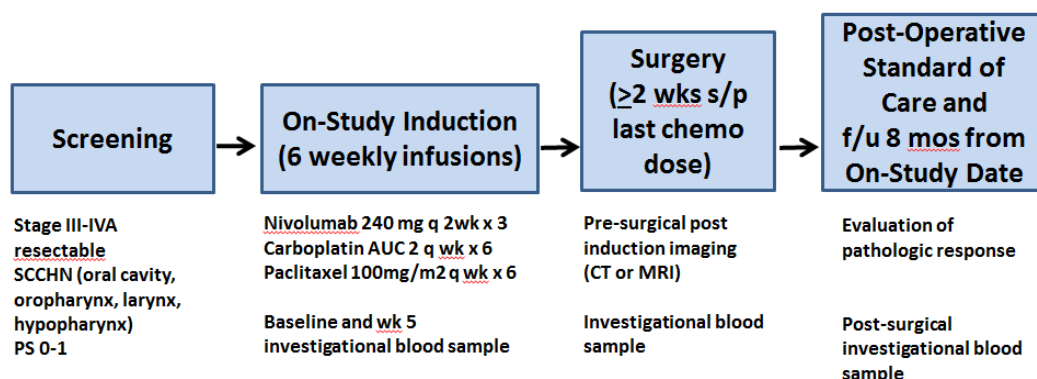 Screening
On-Study Induction
(6 weekly infusions)
Surgery
(≥2 wks s/p
last chemo
dose)
Post-Operative
Standard of
Care and
f/u 8 mos from
On-Study Date
Stage III-IVA
resectable
SCCHN (oral cavity,
oropharynx, larynx,
hypopharynx)
PS 0-1
Nivolumab 240 mg q 2wk x 3
Carboplatin AUC 2 q wk x 6
Paclitaxel 100mg/m2 q wk x 6
Baseline and wk 5
investigational blood sample
Pre-surgical post
induction imaging
(CT or MRI)
Investigational blood
sample
Evaluation of
pathologic response
Post-surgical
investigational blood
sample